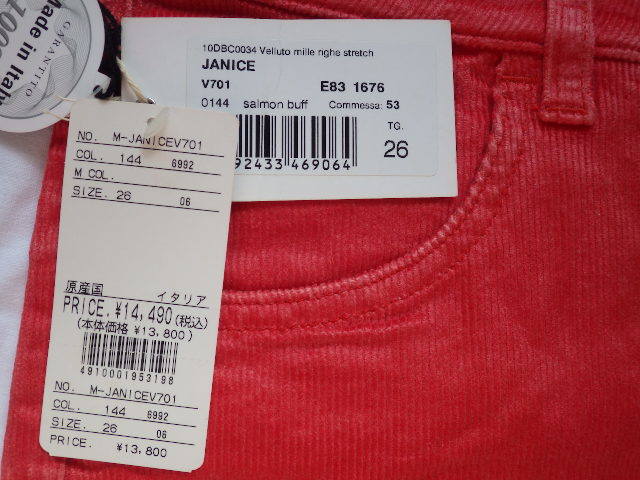 GARANTITO
100%
Made in Italy
10DBC0034 Velluto mille righe stretch
JANICE
V701 E83 1676
0144 salmon buff Commessa: 53
TG.
26
92433 469064
NO. M-JANICEV701
COL. 144 6992
M COL.
SIZE. 26 06
原産国 イタリア
PRICE. ¥14,490(税込)
(本体価格 ¥13,800)
4910001953198
NO. M-JANICEV701
COL. 144 6992
SIZE. 26 06
PRICE. ¥13,800